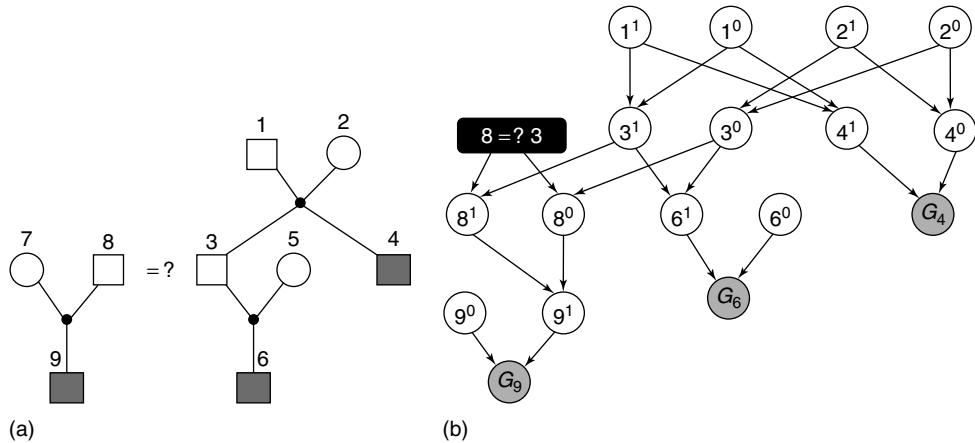 1 2
7 8 =? 3 5 4
9 6
(a)
1¹ 1⁰ 2¹ 2⁰
8 =? 3 3¹ 3⁰ 4¹ 4⁰
8¹ 8⁰ 6¹ 6⁰ G₄
9⁰ 9¹ G₆
G₉
(b)